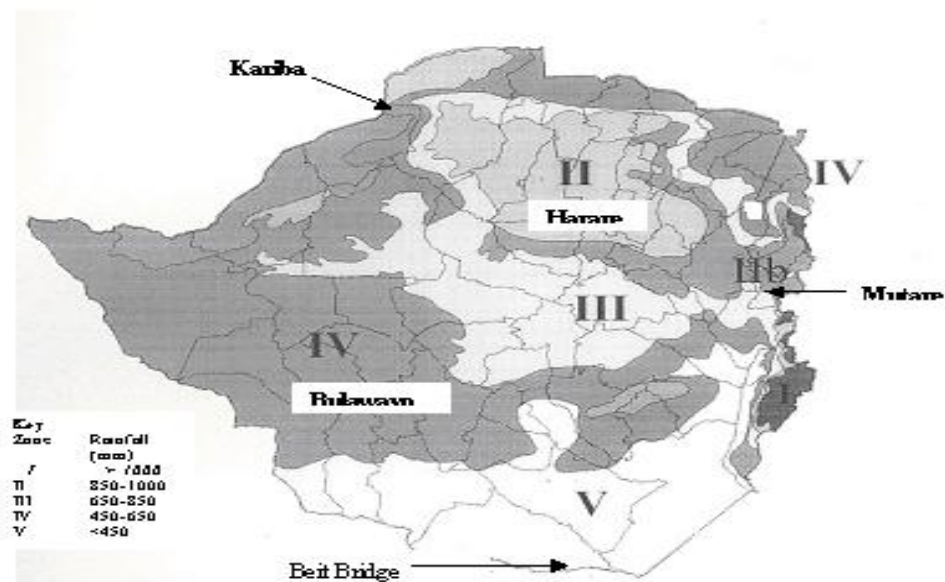 Kariba
II
IV
Harare
IIb
Mutare
III
IV
I
Key
Zone Rainfall
(mm)
I > 1000
II 850-1000
III 650-850
IV 450-650
V <450
V
Beit Bridge